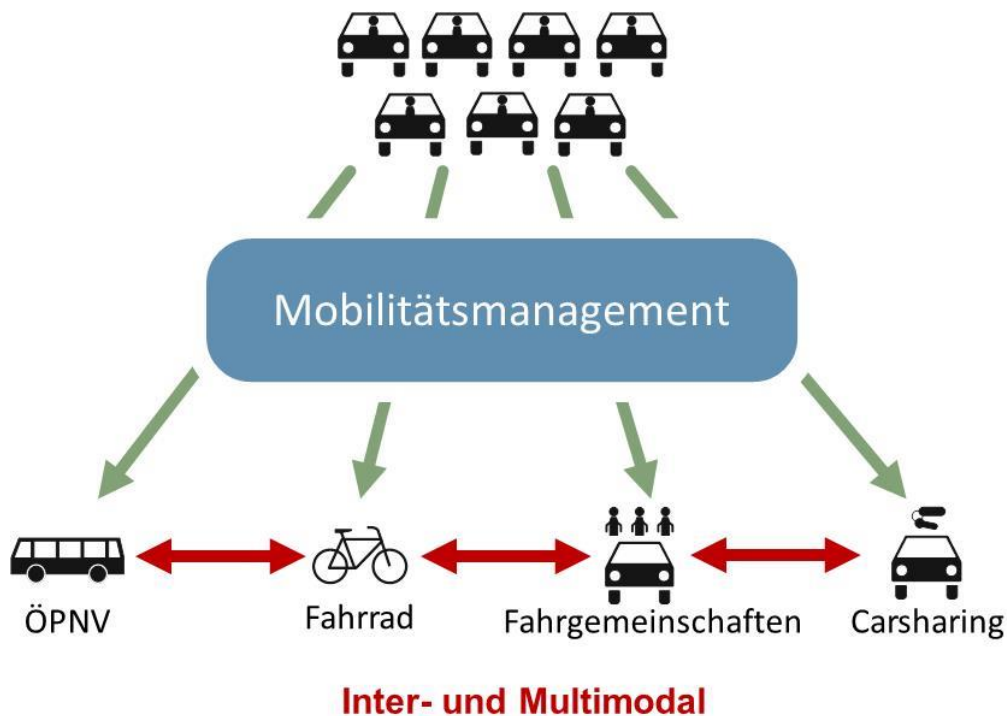 Mobilitätsmanagement
ÖPNV
Fahrrad
Fahrgemeinschaften
Carsharing
Inter- und Multimodal